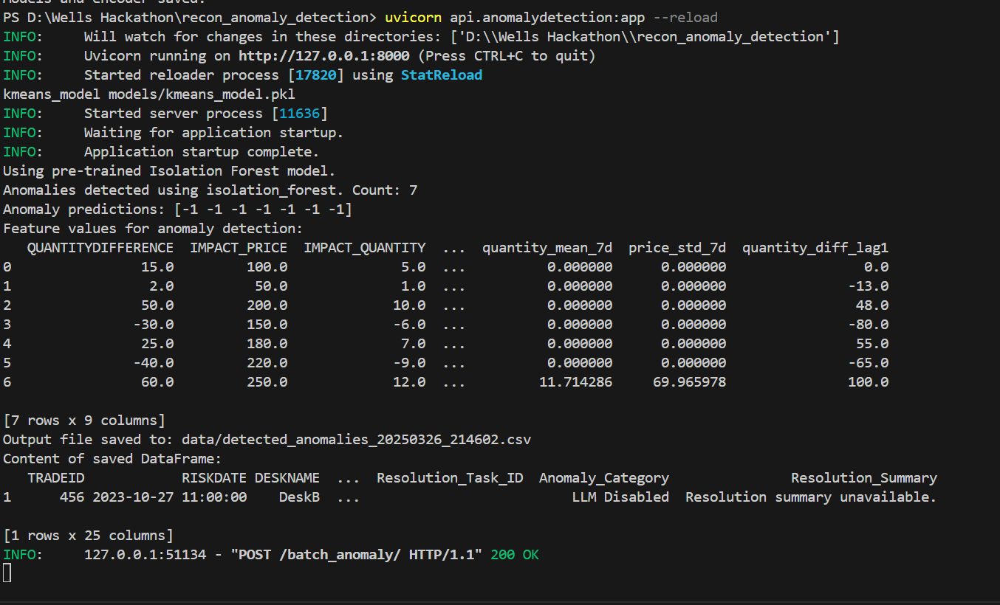 Models and encoder saved.
PS D:\Wells Hackathon\recon_anomaly_detection> uvicorn api.anomalydetection:app --reload
INFO:     Will watch for changes in these directories: ['D:\\Wells Hackathon\\recon_anomaly_detection']
INFO:     Uvicorn running on http://127.0.0.1:8000 (Press CTRL+C to quit)
INFO:     Started reloader process [17820] using StatReload
kmeans_model models/kmeans_model.pkl
INFO:     Started server process [11636]
INFO:     Waiting for application startup.
INFO:     Application startup complete.
Using pre-trained Isolation Forest model.
Anomalies detected using isolation_forest. Count: 7
Anomaly predictions: [-1 -1 -1 -1 -1 -1 -1]
Feature values for anomaly detection:
   QUANTITYDIFFERENCE  IMPACT_PRICE  IMPACT_QUANTITY  ...  quantity_mean_7d  price_std_7d  quantity_diff_lag1
0                15.0         100.0              5.0  ...          0.000000      0.000000                 0.0
1                 2.0          50.0              1.0  ...          0.000000      0.000000               -13.0
2                50.0         200.0             10.0  ...          0.000000      0.000000                48.0
3               -30.0         150.0             -6.0  ...          0.000000      0.000000               -80.0
4                25.0         180.0              7.0  ...          0.000000      0.000000                55.0
5               -40.0         220.0             -9.0  ...          0.000000      0.000000               -65.0
6                60.0         250.0             12.0  ...         11.714286     69.965978               100.0
[7 rows x 9 columns]
Output file saved to: data/detected_anomalies_20250326_214602.csv
Content of saved DataFrame:
   TRADEID            RISKDATE DESKNAME  ...  Resolution_Task_ID  Anomaly_Category               Resolution_Summary
1      456 2023-10-27 11:00:00    DeskB  ...                          LLM Disabled  Resolution summary unavailable.
[1 rows x 25 columns]
INFO:     127.0.0.1:51134 - "POST /batch_anomaly/ HTTP/1.1" 200 OK